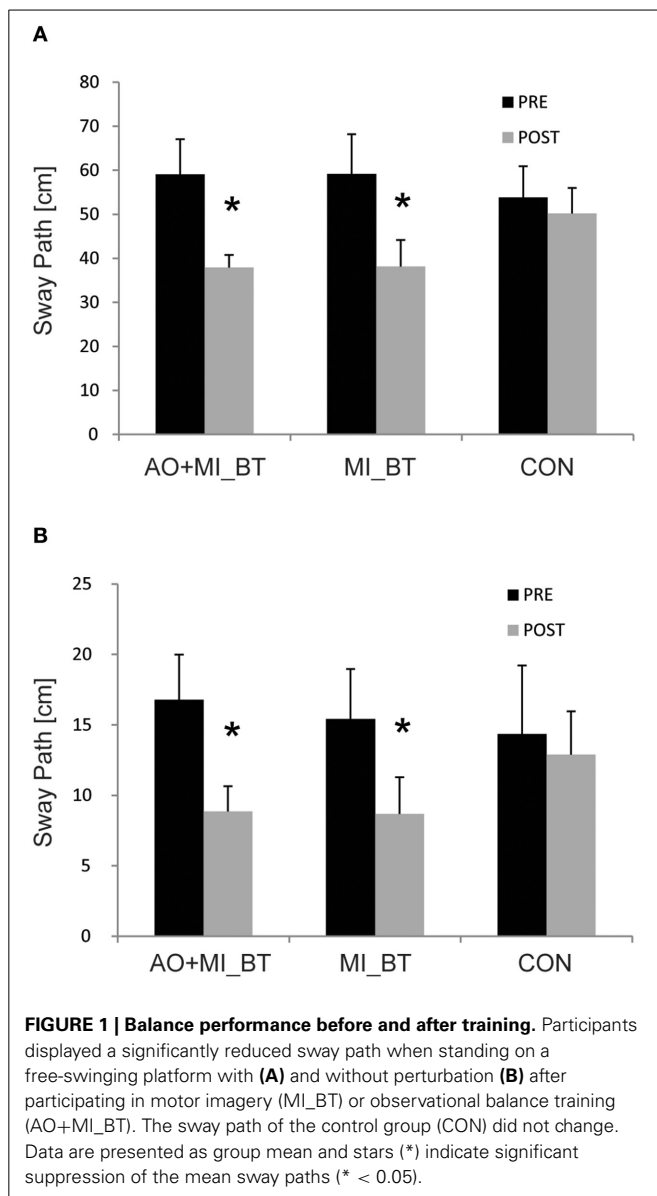 A
80
70
60
50
40
30
20
10
0
Sway Path [cm]
PRE
POST
*
*
AO+MI_BT MI_BT CON
B
25
20
15
10
5
0
Sway Path [cm]
PRE
POST
*
*
AO+MI_BT MI_BT CON
FIGURE 1 | Balance performance before and after training. Participants
displayed a significantly reduced sway path when standing on a
free-swinging platform with (A) and without perturbation (B) after
participating in motor imagery (MI_BT) or observational balance training
(AO+MI_BT). The sway path of the control group (CON) did not change.
Data are presented as group mean and stars (*) indicate significant
suppression of the mean sway paths (* < 0.05).